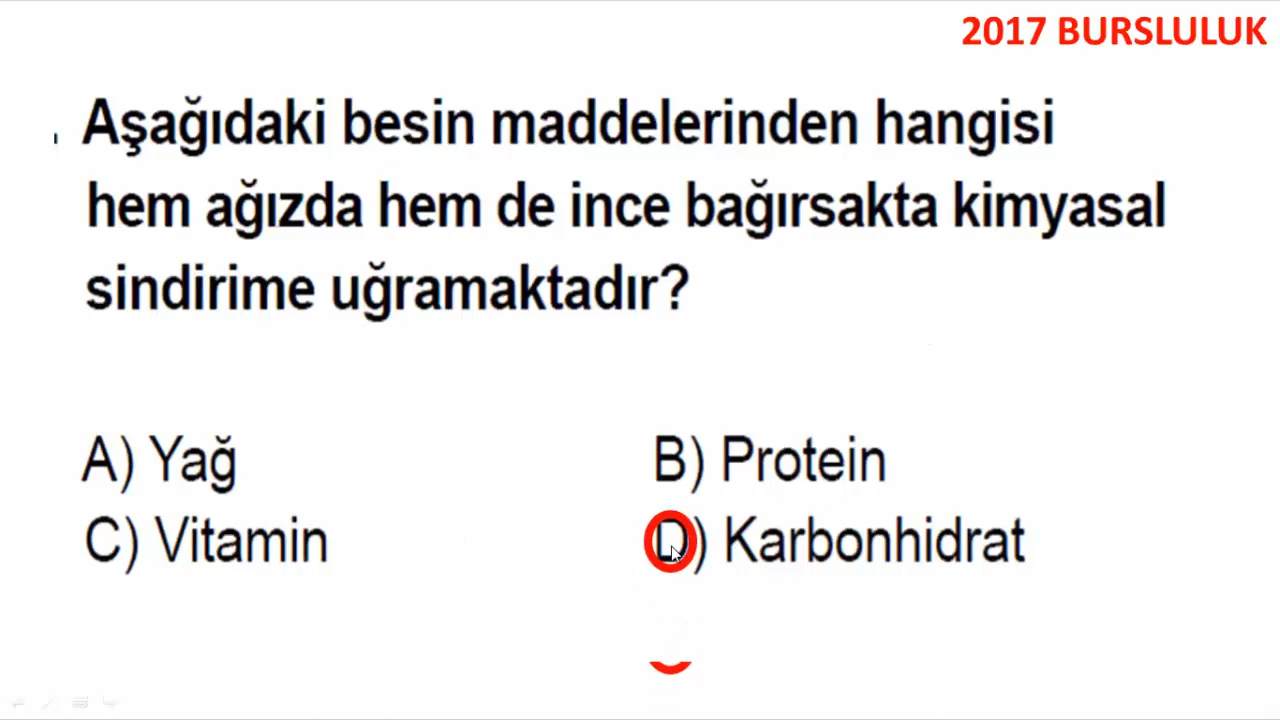 2017 BURSLULUK
Aşağıdaki besin maddelerinden hangisi
hem ağızda hem de ince bağırsakta kimyasal
sindirime uğramaktadır?
A) Yağ
B) Protein
C) Vitamin
D) Karbonhidrat